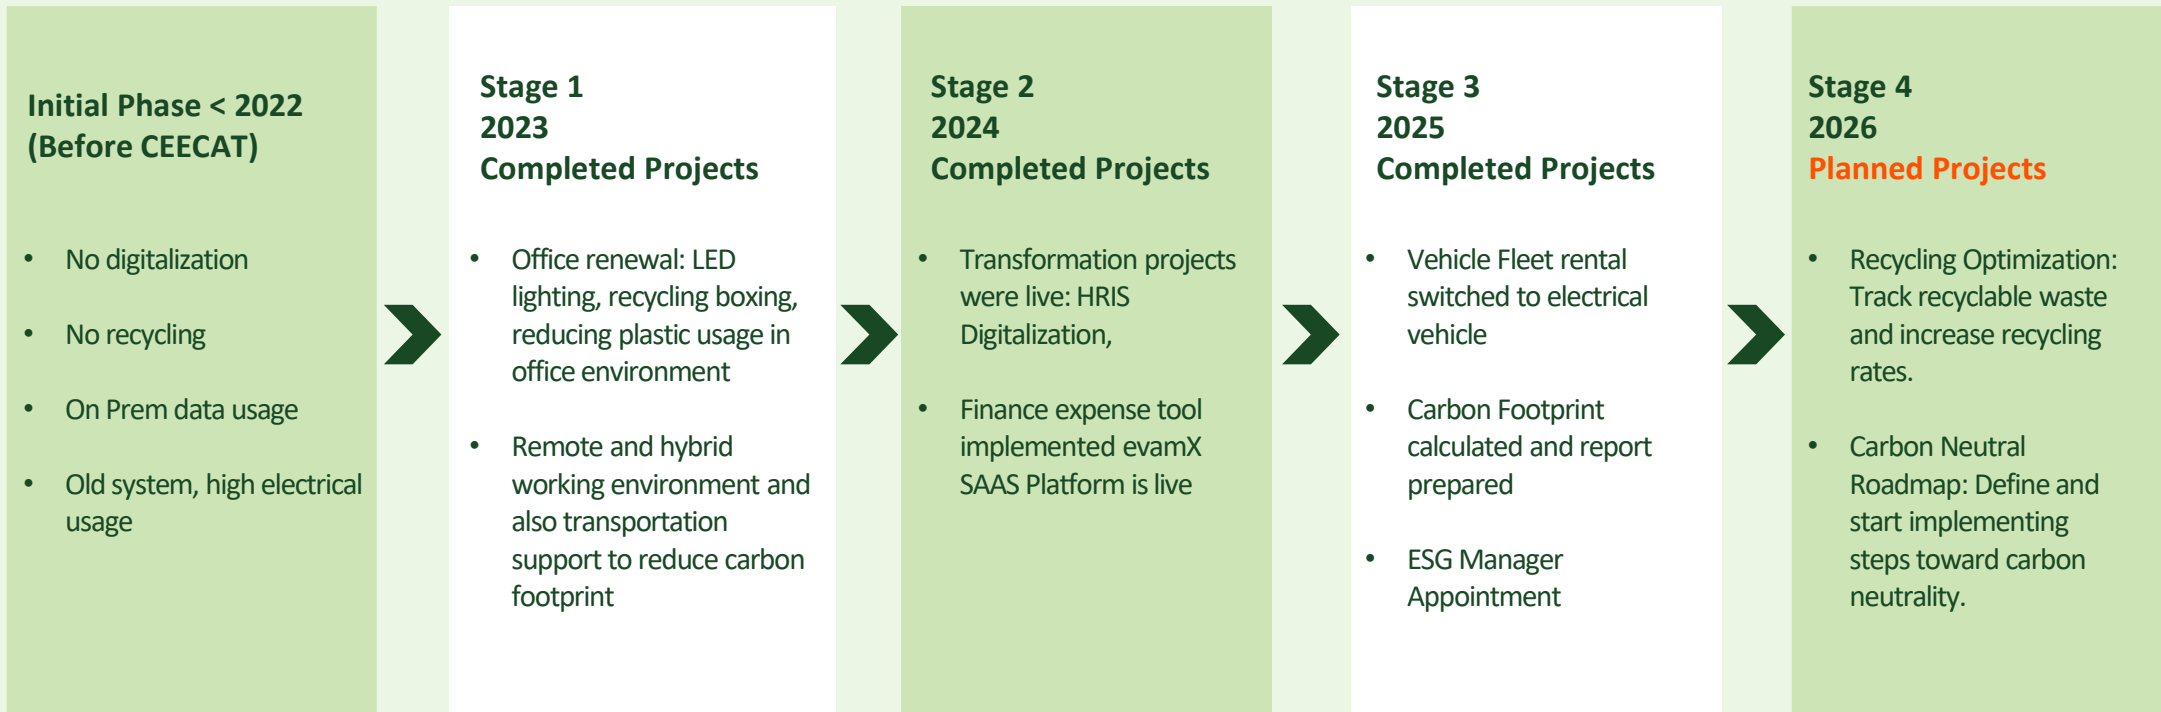 Initial Phase < 2022
(Before CEECAT)
• No digitalization
• No recycling
• On Prem data usage
• Old system, high electrical
usage
Stage 1
2023
Completed Projects
• Office renewal: LED
lighting, recycling boxing,
reducing plastic usage in
office environment
• Remote and hybrid
working environment and
also transportation
support to reduce carbon
footprint
Stage 2
2024
Completed Projects
• Transformation projects
were live: HRIS
Digitalization,
• Finance expense tool
implemented evamX
SAAS Platform is live
Stage 3
2025
Completed Projects
• Vehicle Fleet rental
switched to electrical
vehicle
• Carbon Footprint
calculated and report
prepared
• ESG Manager
Appointment
Stage 4
2026
Planned Projects
• Recycling Optimization:
Track recyclable waste
and increase recycling
rates.
• Carbon Neutral
Roadmap: Define and
start implementing
steps toward carbon
neutrality.